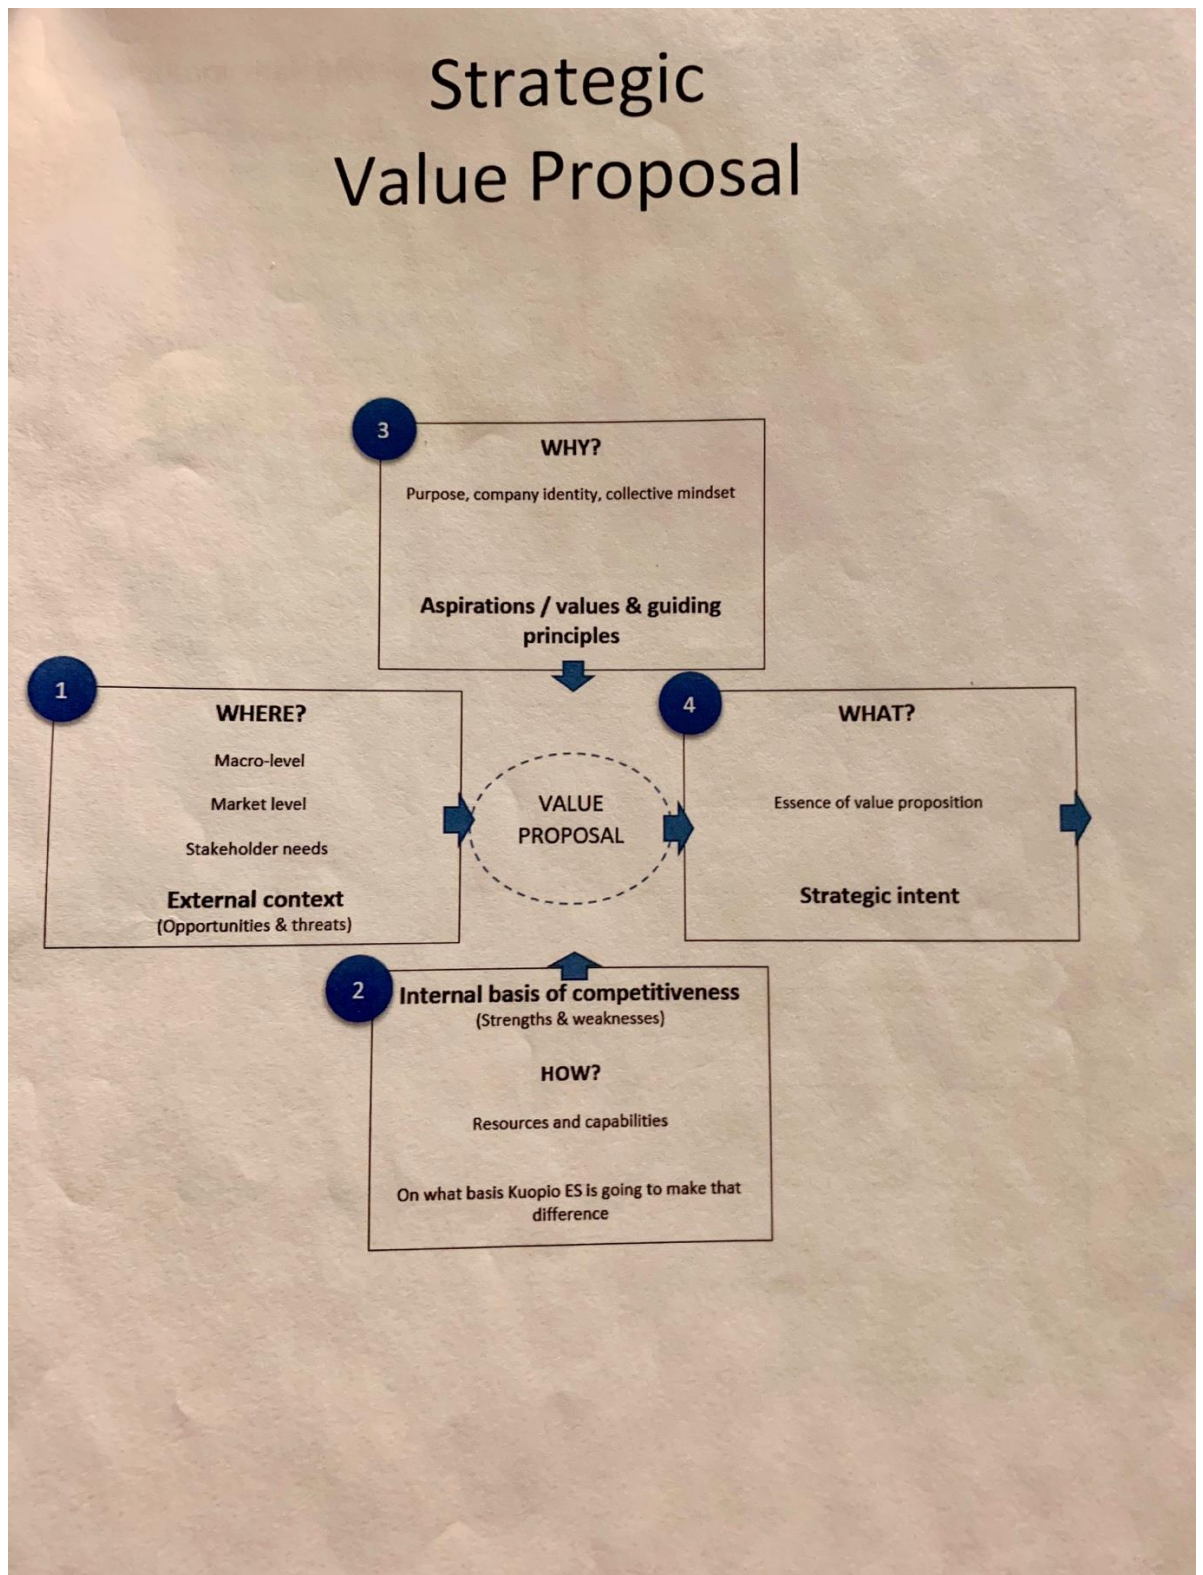 Strategic
Value Proposal
3
WHY?
Purpose, company identity, collective mindset
Aspirations / values & guiding
principles
1
WHERE?
Macro-level
Market level
Stakeholder needs
External context
(Opportunities & threats)
VALUE
PROPOSAL
4
WHAT?
Essence of value proposition
Strategic intent
2
Internal basis of competitiveness
(Strengths & weaknesses)
HOW?
Resources and capabilities
On what basis Kuopio ES is going to make that
difference